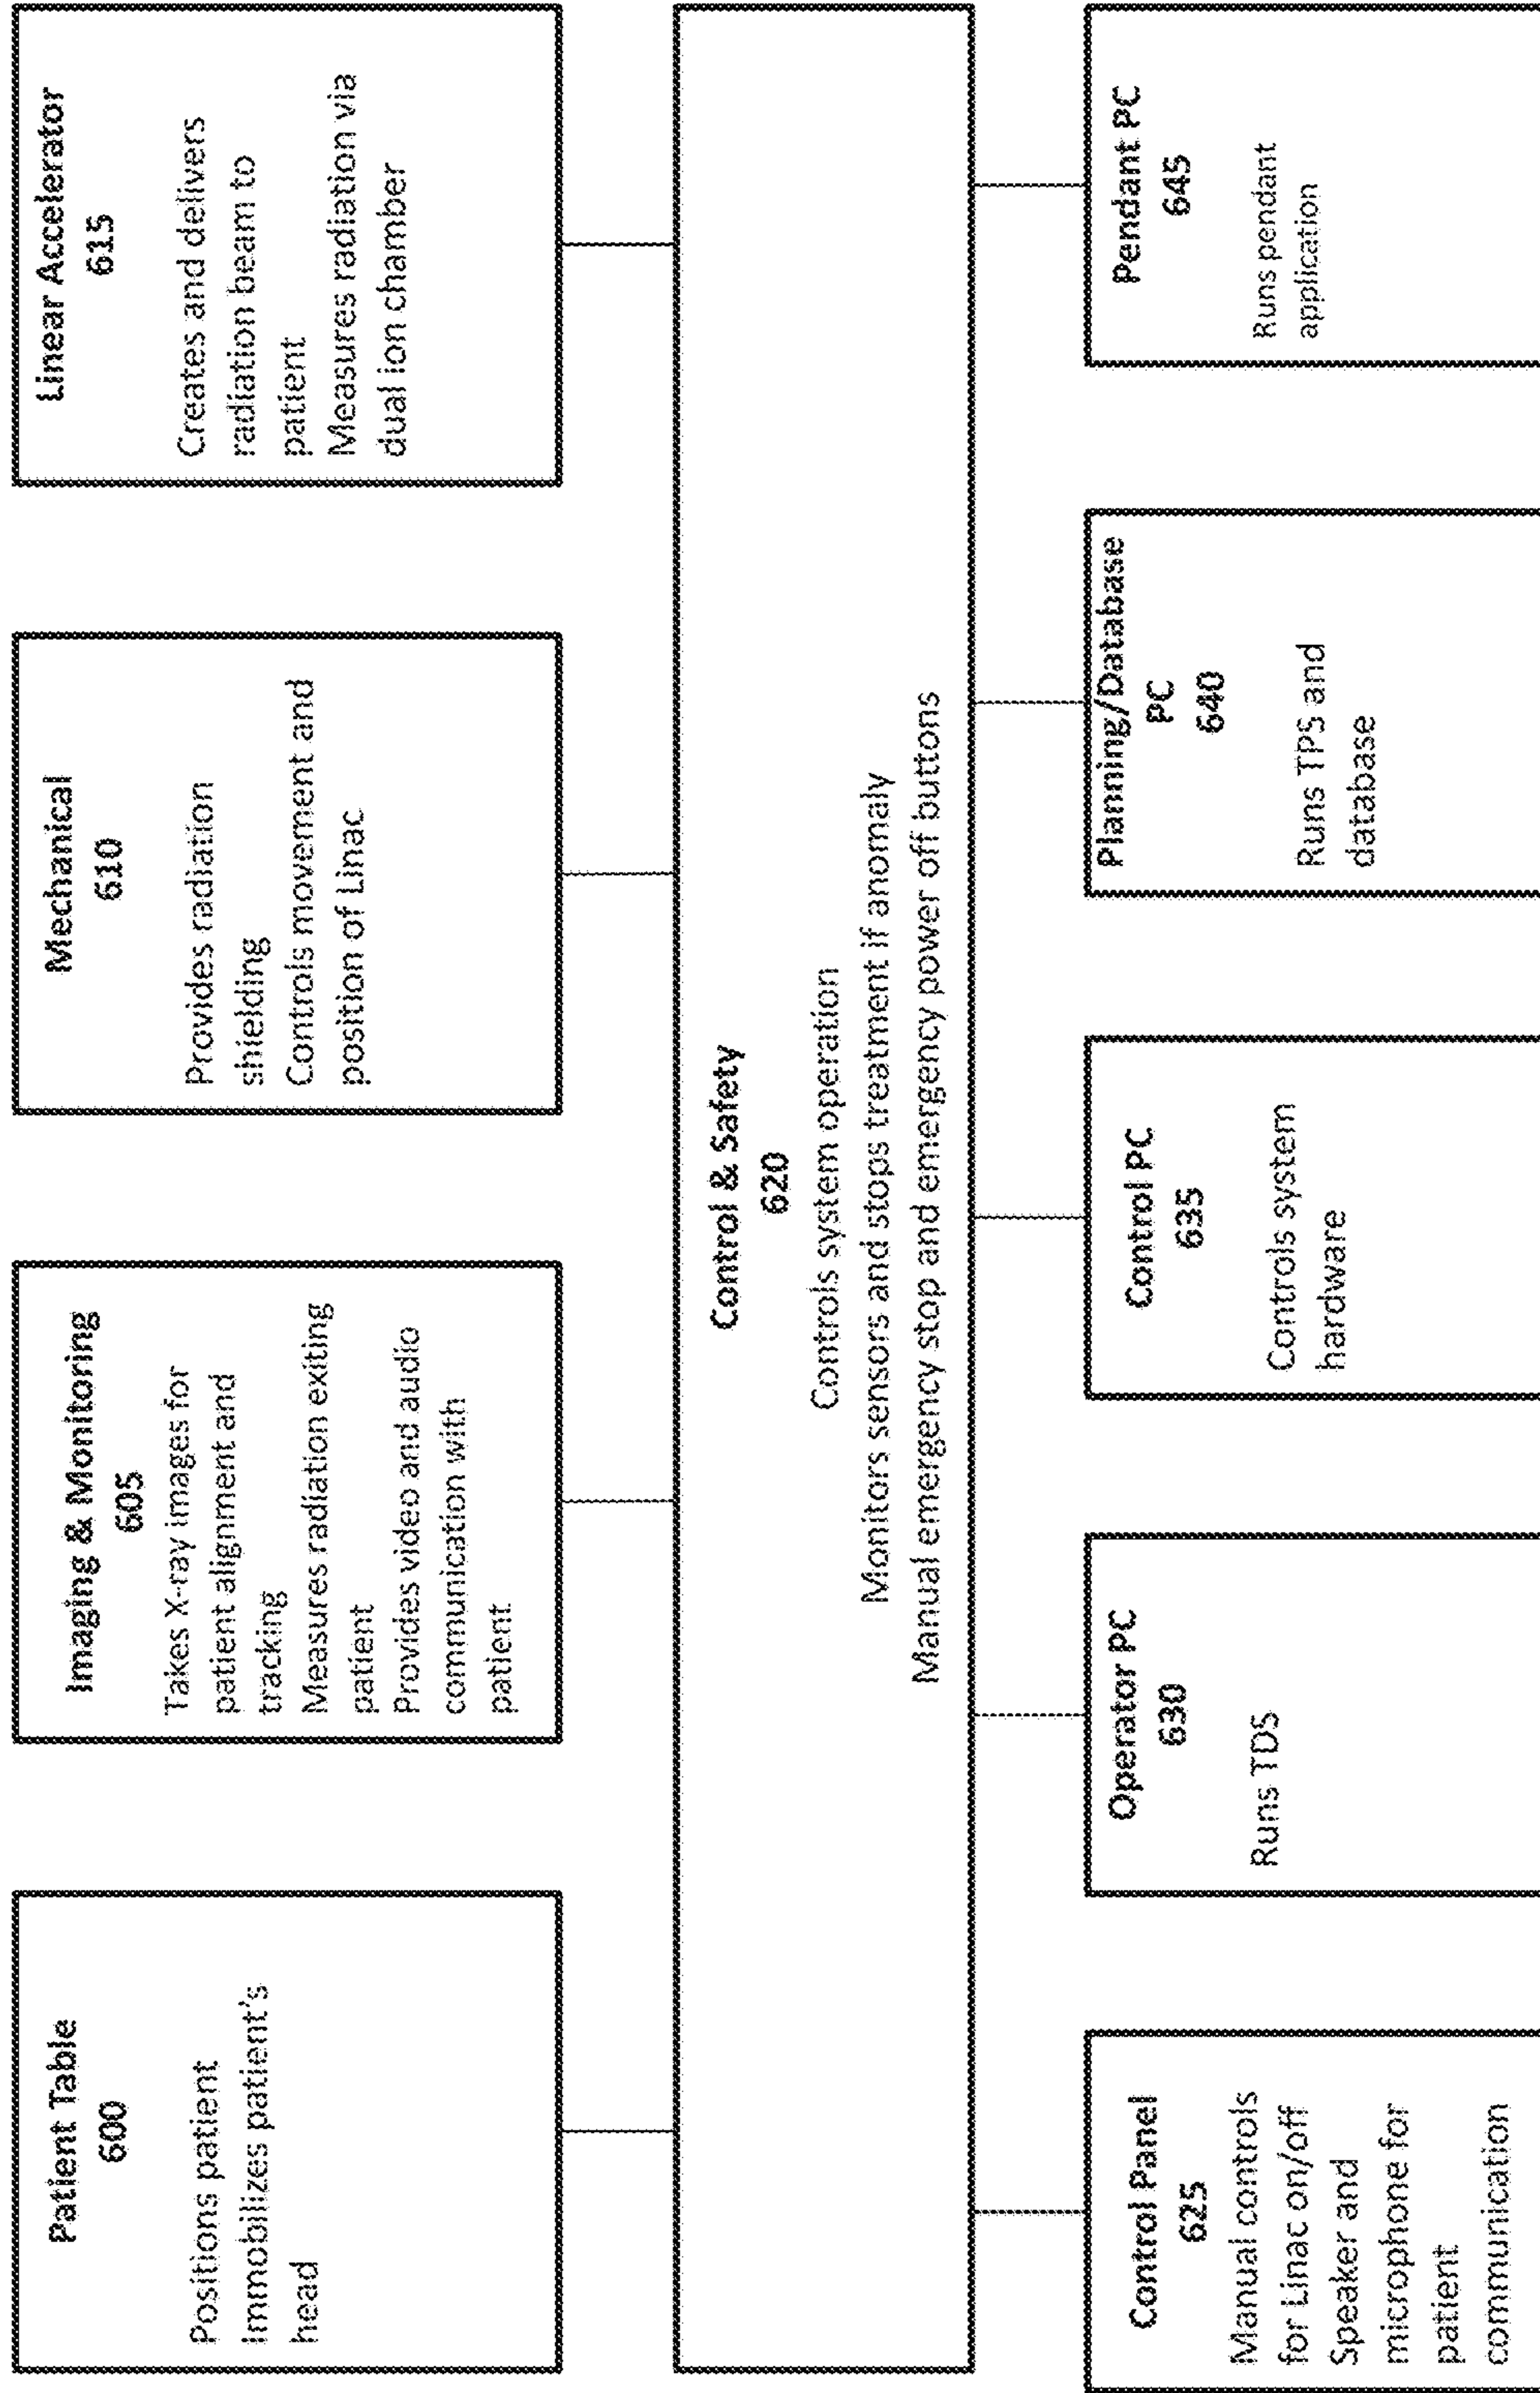 Patient Table
600
Positions patient
Immobilizes patient's
head
Imaging & Monitoring
605
Takes X-ray images for
patient alignment and
tracking
Measures radiation exiting
patient
Provides video and audio
communication with
patient
Mechanical
610
Provides radiation
shielding
Controls movement and
position of Linac
Linear Accelerator
615
Creates and delivers
radiation beam to
patient
Measures radiation via
dual ion chamber
Control & Safety
620
Controls system operation
Monitors sensors and stops treatment if anomaly
Manual emergency stop and emergency power off buttons
Control Panel
625
Manual controls
for Linac on/off
Speaker and
microphone for
patient
communication
Operator PC
630
Runs TDS
Control PC
635
Controls system
hardware
Planning/Database
PC
640
Runs TPS and
database
Pendant PC
645
Runs pendant
application